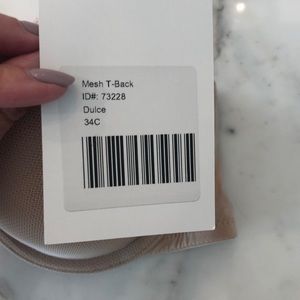 Mesh T-Back
ID#: 73228
Dulce
34C